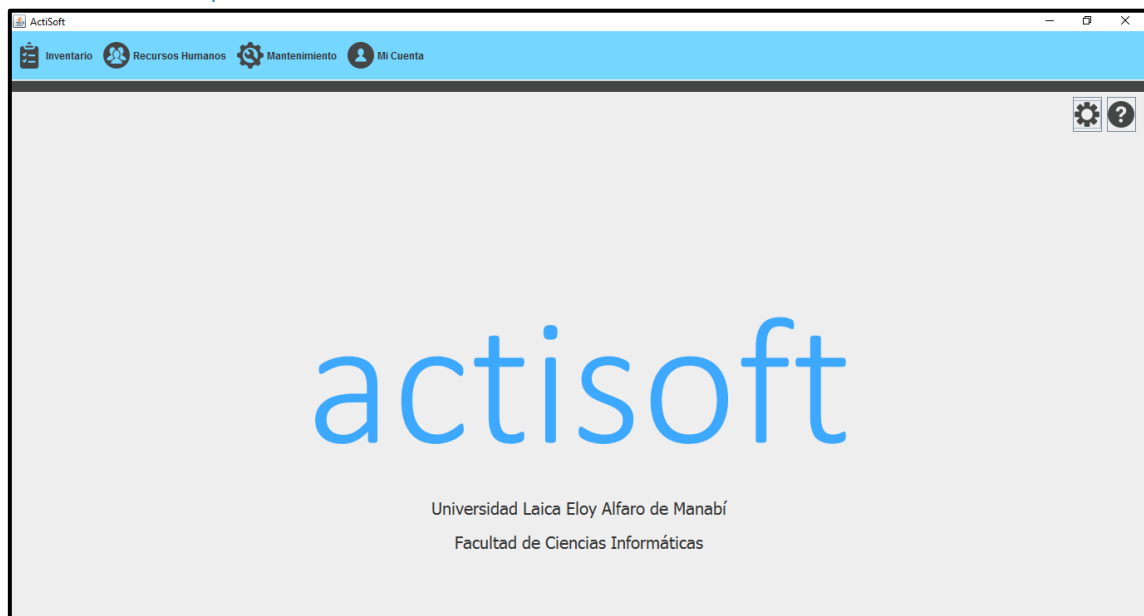 ActiSoft
Inventario Recursos Humanos Mantenimiento Mi Cuenta
actisoft
Universidad Laica Eloy Alfaro de Manabí
Facultad de Ciencias Informáticas